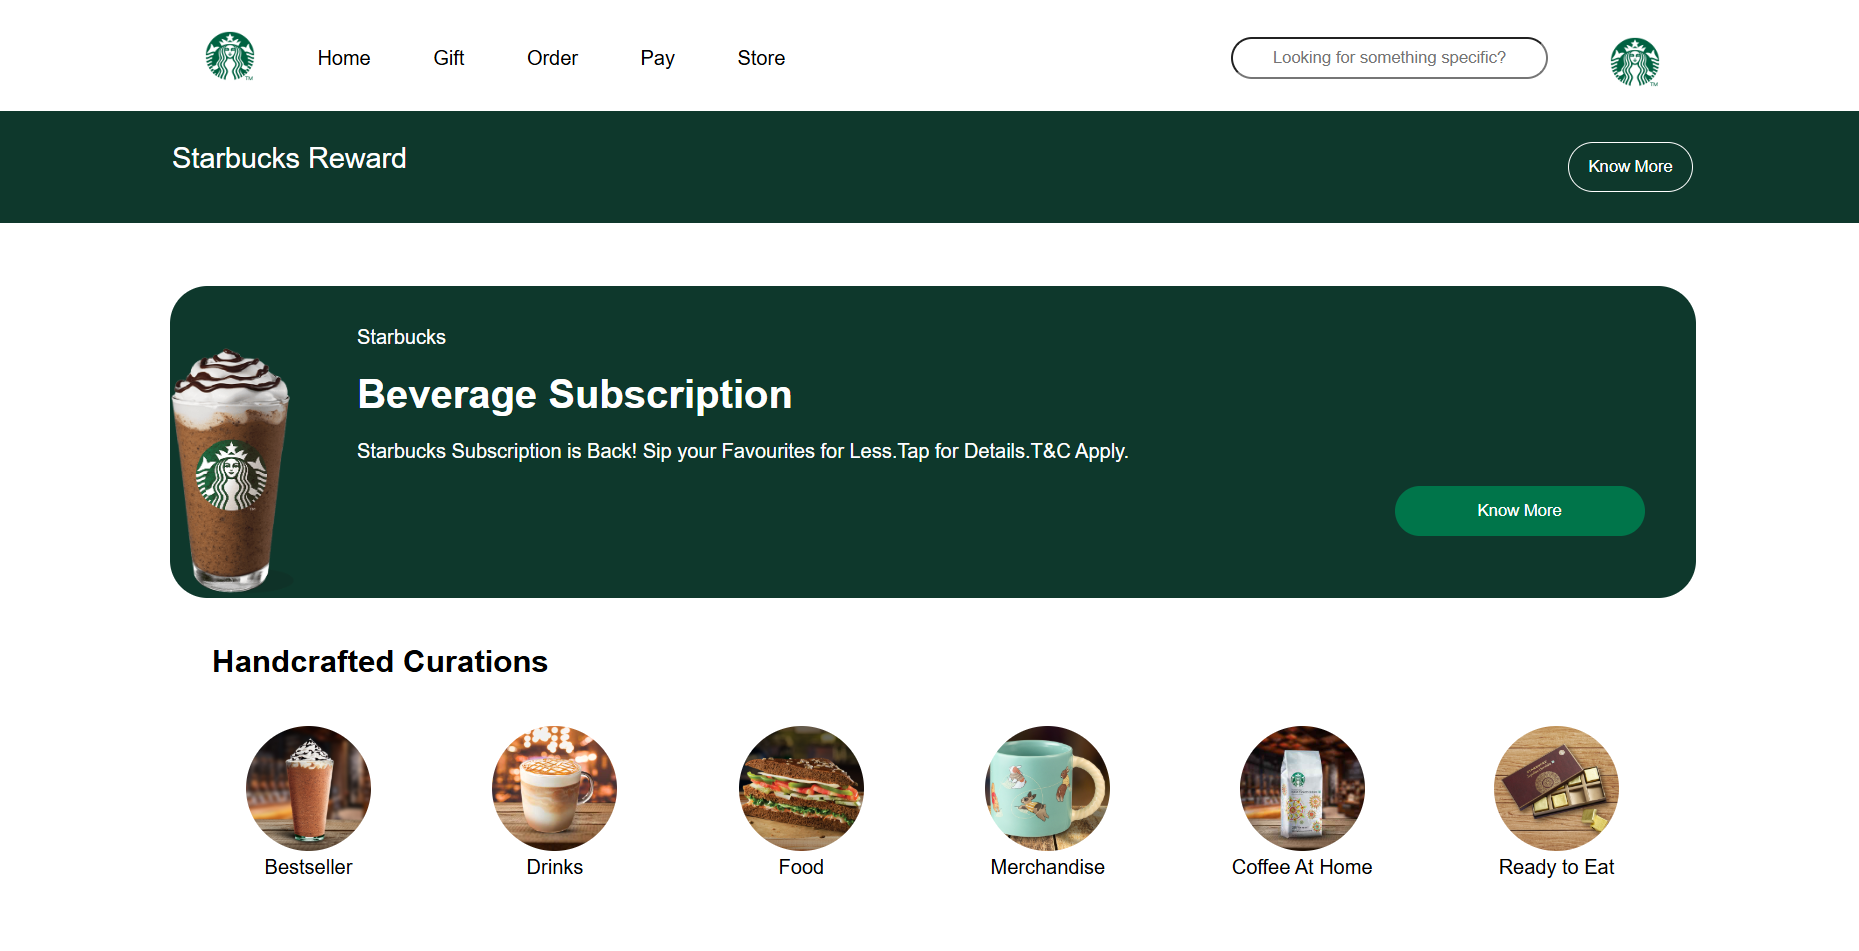 Home Gift Order Pay Store Looking for something specific?
Starbucks Reward
Know More
Starbucks
Beverage Subscription
Starbucks Subscription is Back! Sip your Favourites for Less.Tap for Details.T&C Apply.
Know More
Handcrafted Curations
Bestseller Drinks Food Merchandise Coffee At Home Ready to Eat